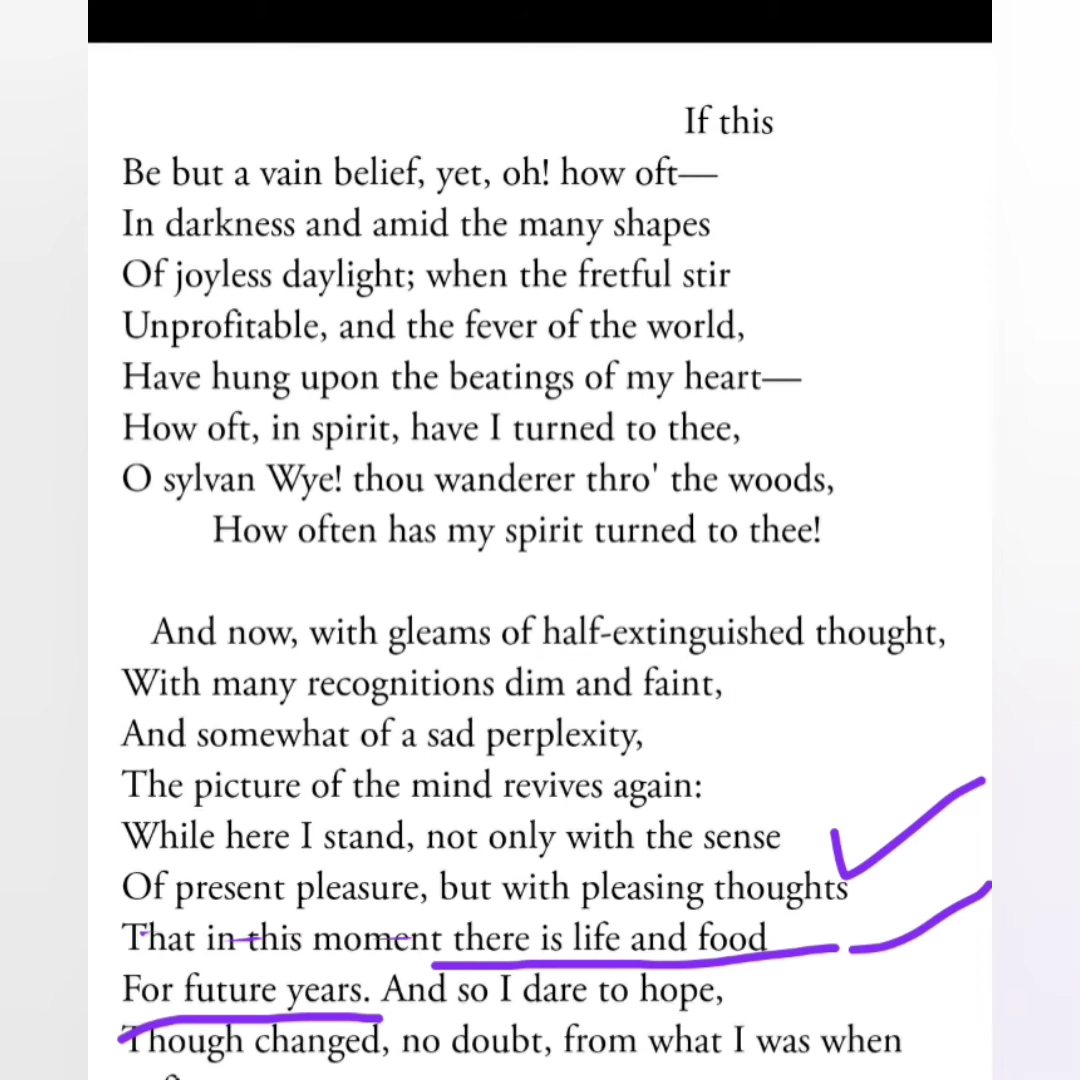 If this
Be but a vain belief, yet, oh! how oft—
In darkness and amid the many shapes
Of joyless daylight; when the fretful stir
Unprofitable, and the fever of the world,
Have hung upon the beatings of my heart—
How oft, in spirit, have I turned to thee,
O sylvan Wye! thou wanderer thro' the woods,
How often has my spirit turned to thee!
And now, with gleams of half-extinguished thought,
With many recognitions dim and faint,
And somewhat of a sad perplexity,
The picture of the mind revives again:
While here I stand, not only with the sense
Of present pleasure, but with pleasing thoughts
That in this moment there is life and food
For future years. And so I dare to hope,
Though changed, no doubt, from what I was when